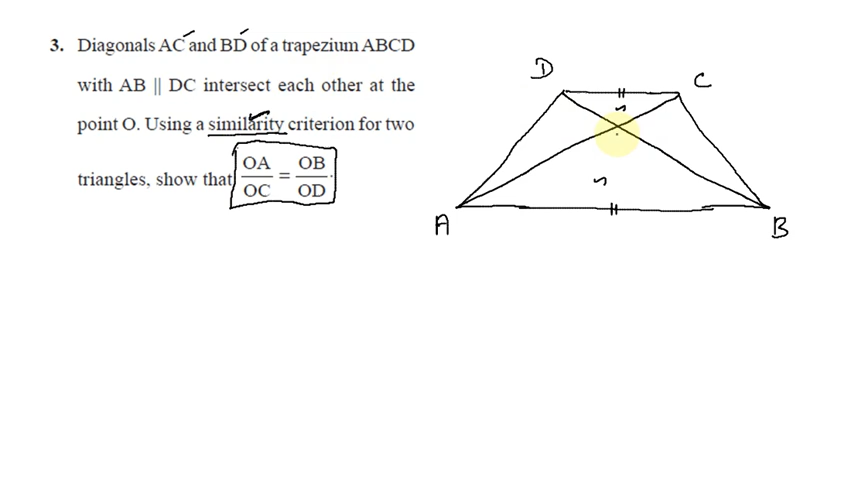 3. Diagonals AC and BD of a trapezium ABCD
with AB || DC intersect each other at the
point O. Using a similarity criterion for two
triangles, show that OA/OC = OB/OD.
D
C
A
B